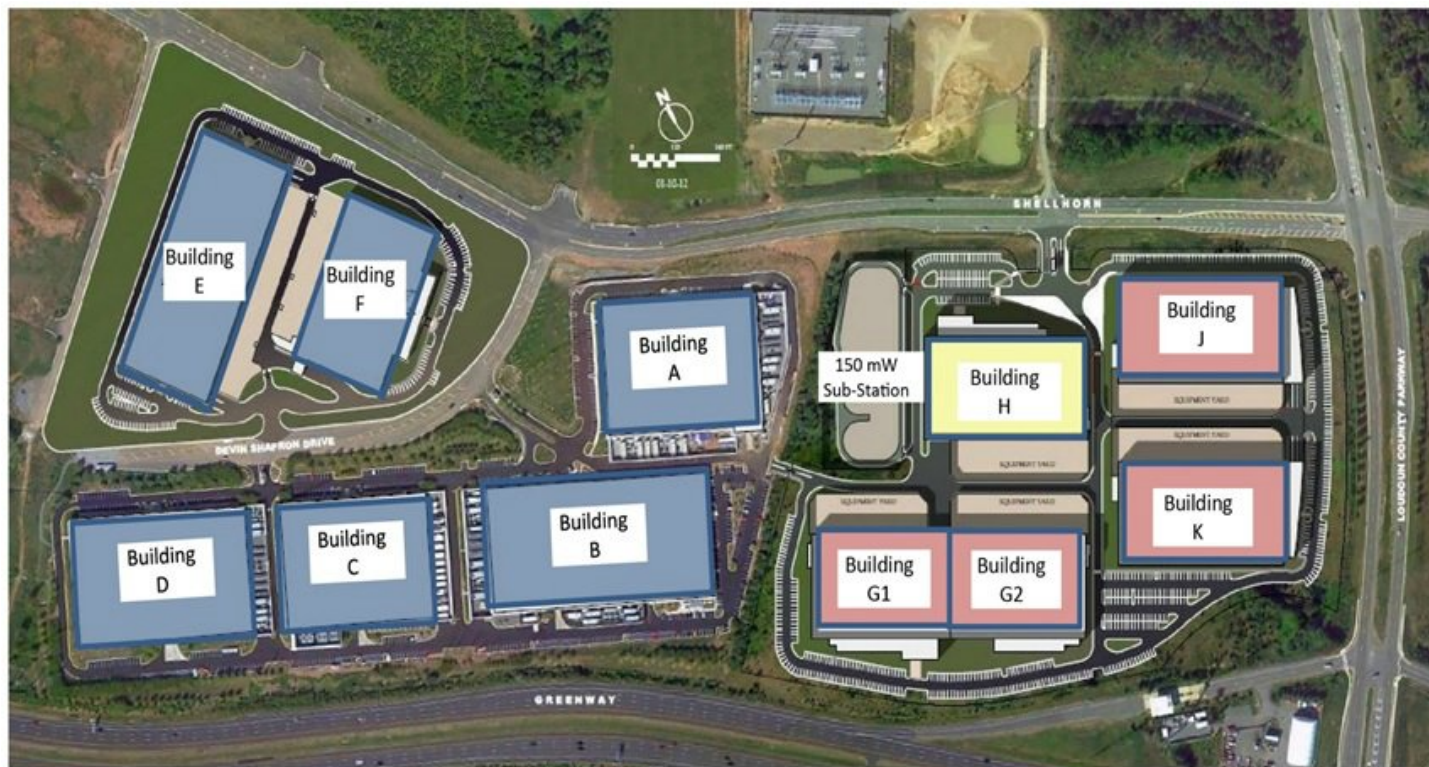 N
SHELLHORN
Building
E
Building
F
Building
A
150 mW
Sub-Station
Building
H
Building
J
EQUIPMENT YARD
EQUIPMENT YARD
EQUIPMENT YARD
Building
K
DEVIN SHAFRON DRIVE
LOUDOUN COUNTY PARKWAY
Building
D
Building
C
Building
B
EQUIPMENT YARD
EQUIPMENT YARD
Building
G1
Building
G2
GREENWAY